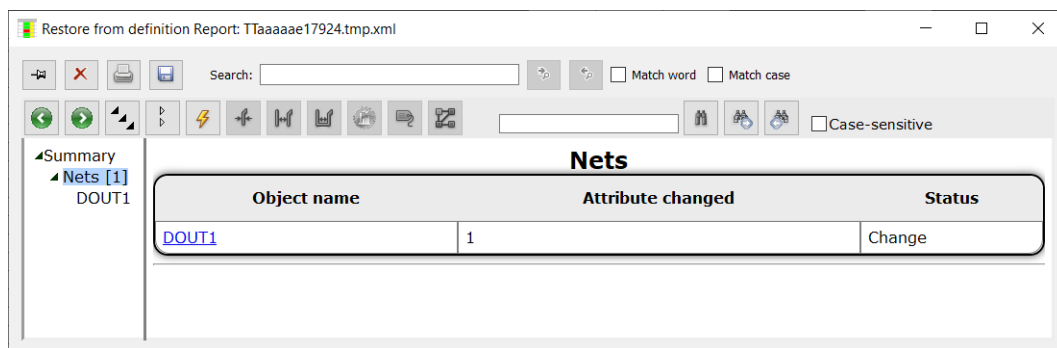 Restore from definition Report: TTaaaaae17924.tmp.xml
Search: Match word Match case
Case-sensitive
Summary
Nets [1]
DOUT1
Nets
Object name Attribute changed Status
DOUT1 1 Change